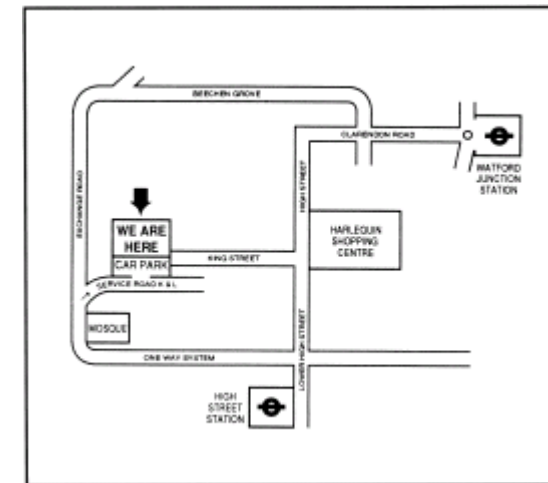 BEECHEN GROVE
CLARENDON ROAD
WATFORD
JUNCTION
STATION
EXCHANGE ROAD
HIGH STREET
WE ARE
HERE
CAR PARK
KING STREET
HARLEQUIN
SHOPPING
CENTRE
SERVICE ROAD K & L
MOSQUE
ONE WAY SYSTEM
LOWER HIGH STREET
HIGH
STREET
STATION